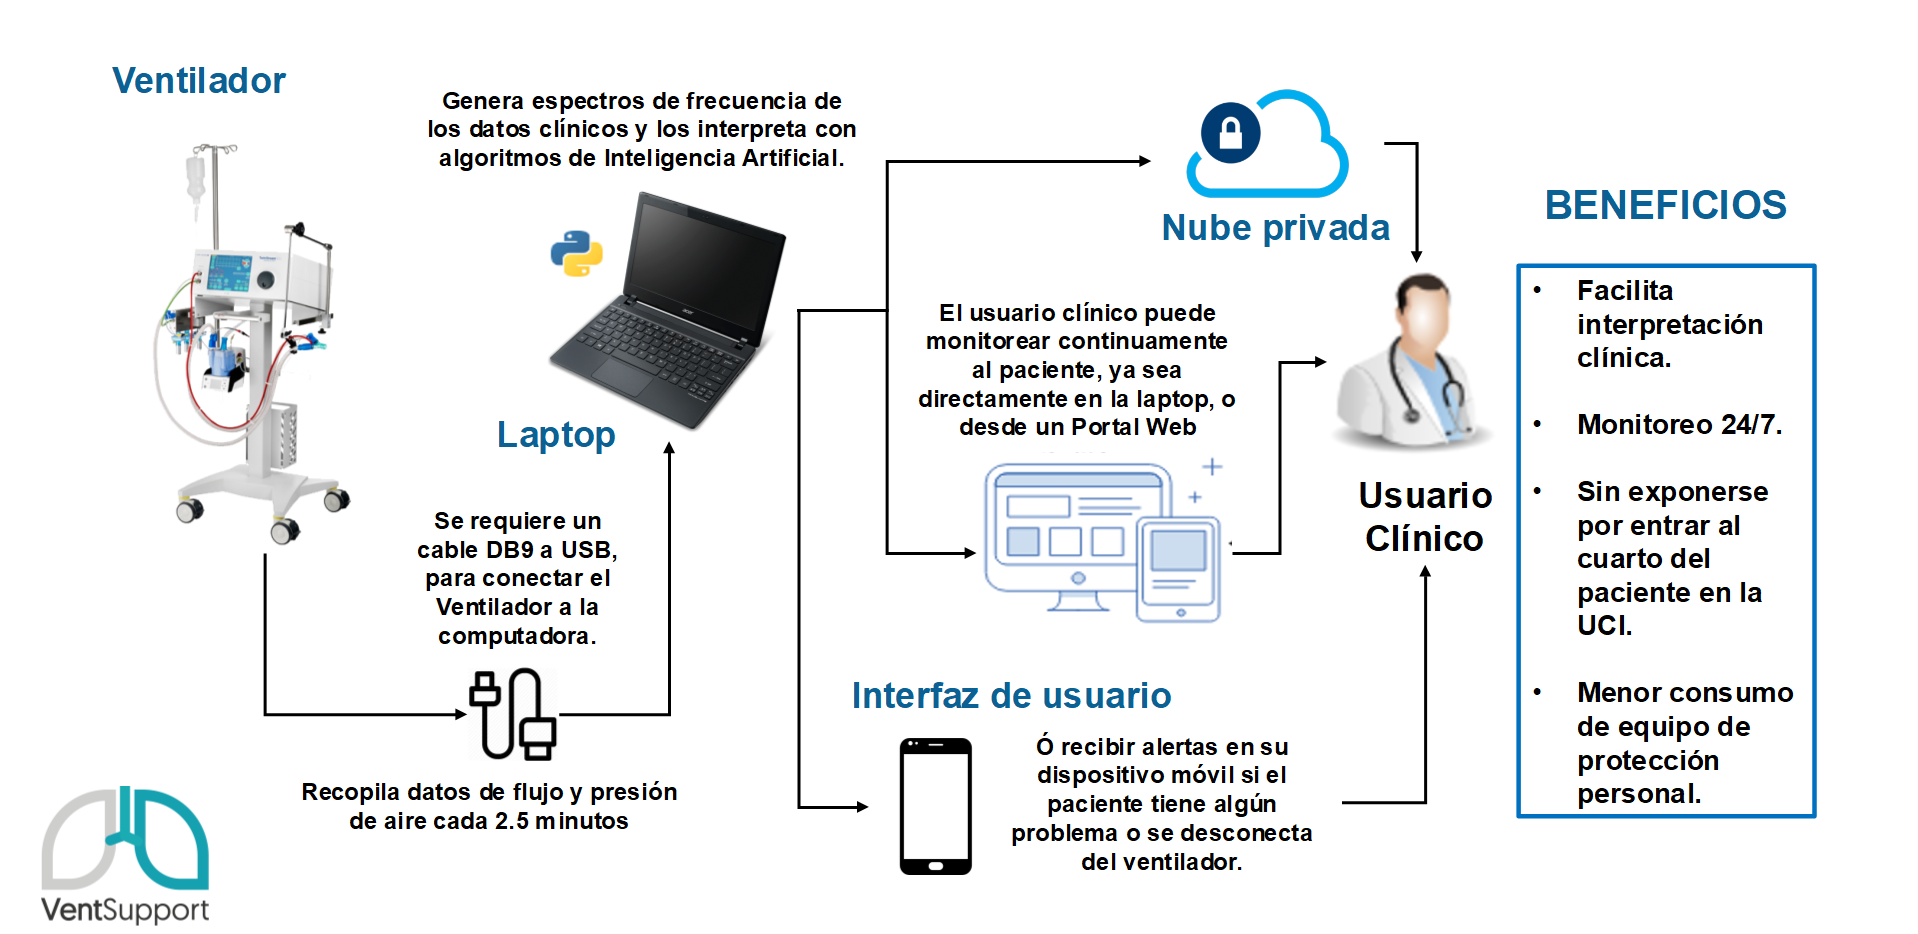 Ventilador
Genera espectros de frecuencia de
los datos clínicos y los interpreta con
algoritmos de Inteligencia Artificial.
Laptop
Se requiere un
cable DB9 a USB,
para conectar el
Ventilador a la
computadora.
Recopila datos de flujo y presión
de aire cada 2.5 minutos
VentSupport
Nube privada
El usuario clínico puede
monitorear continuamente
al paciente, ya sea
directamente en la laptop, o
desde un Portal Web
Interfaz de usuario
Ó recibir alertas en su
dispositivo móvil si el
paciente tiene algún
problema o se desconecta
del ventilador.
Usuario
Clínico
BENEFICIOS
• Facilita
interpretación
clínica.
• Monitoreo 24/7.
• Sin exponerse
por entrar al
cuarto del
paciente en la
UCI.
• Menor consumo
de equipo de
protección
personal.